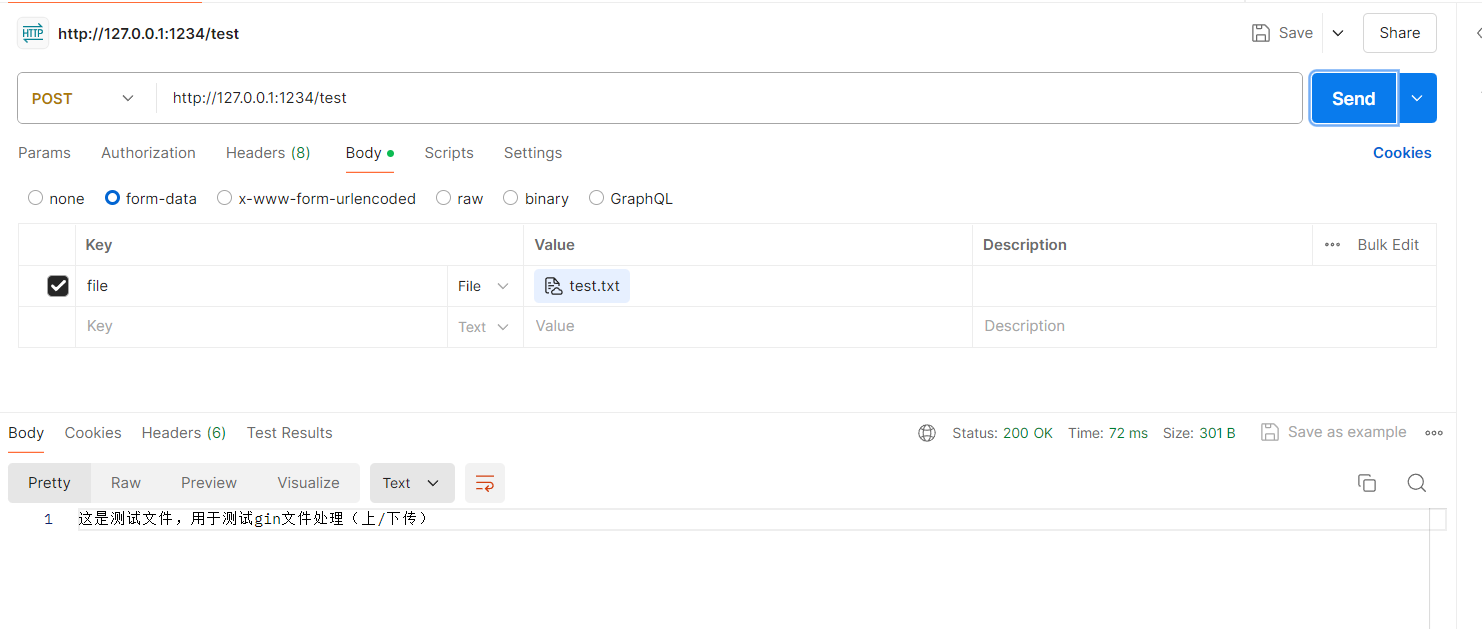 HTTP http://127.0.0.1:1234/test Save Share
POST http://127.0.0.1:1234/test Send
Params Authorization Headers (8) Body Scripts Settings Cookies
none form-data x-www-form-urlencoded raw binary GraphQL
Key Value Description Bulk Edit
file File test.txt
Key Text Value Description
Body Cookies Headers (6) Test Results Status: 200 OK Time: 72 ms Size: 301 B Save as example
Pretty Raw Preview Visualize Text
1 这是测试文件，用于测试gin文件处理（上/下传）